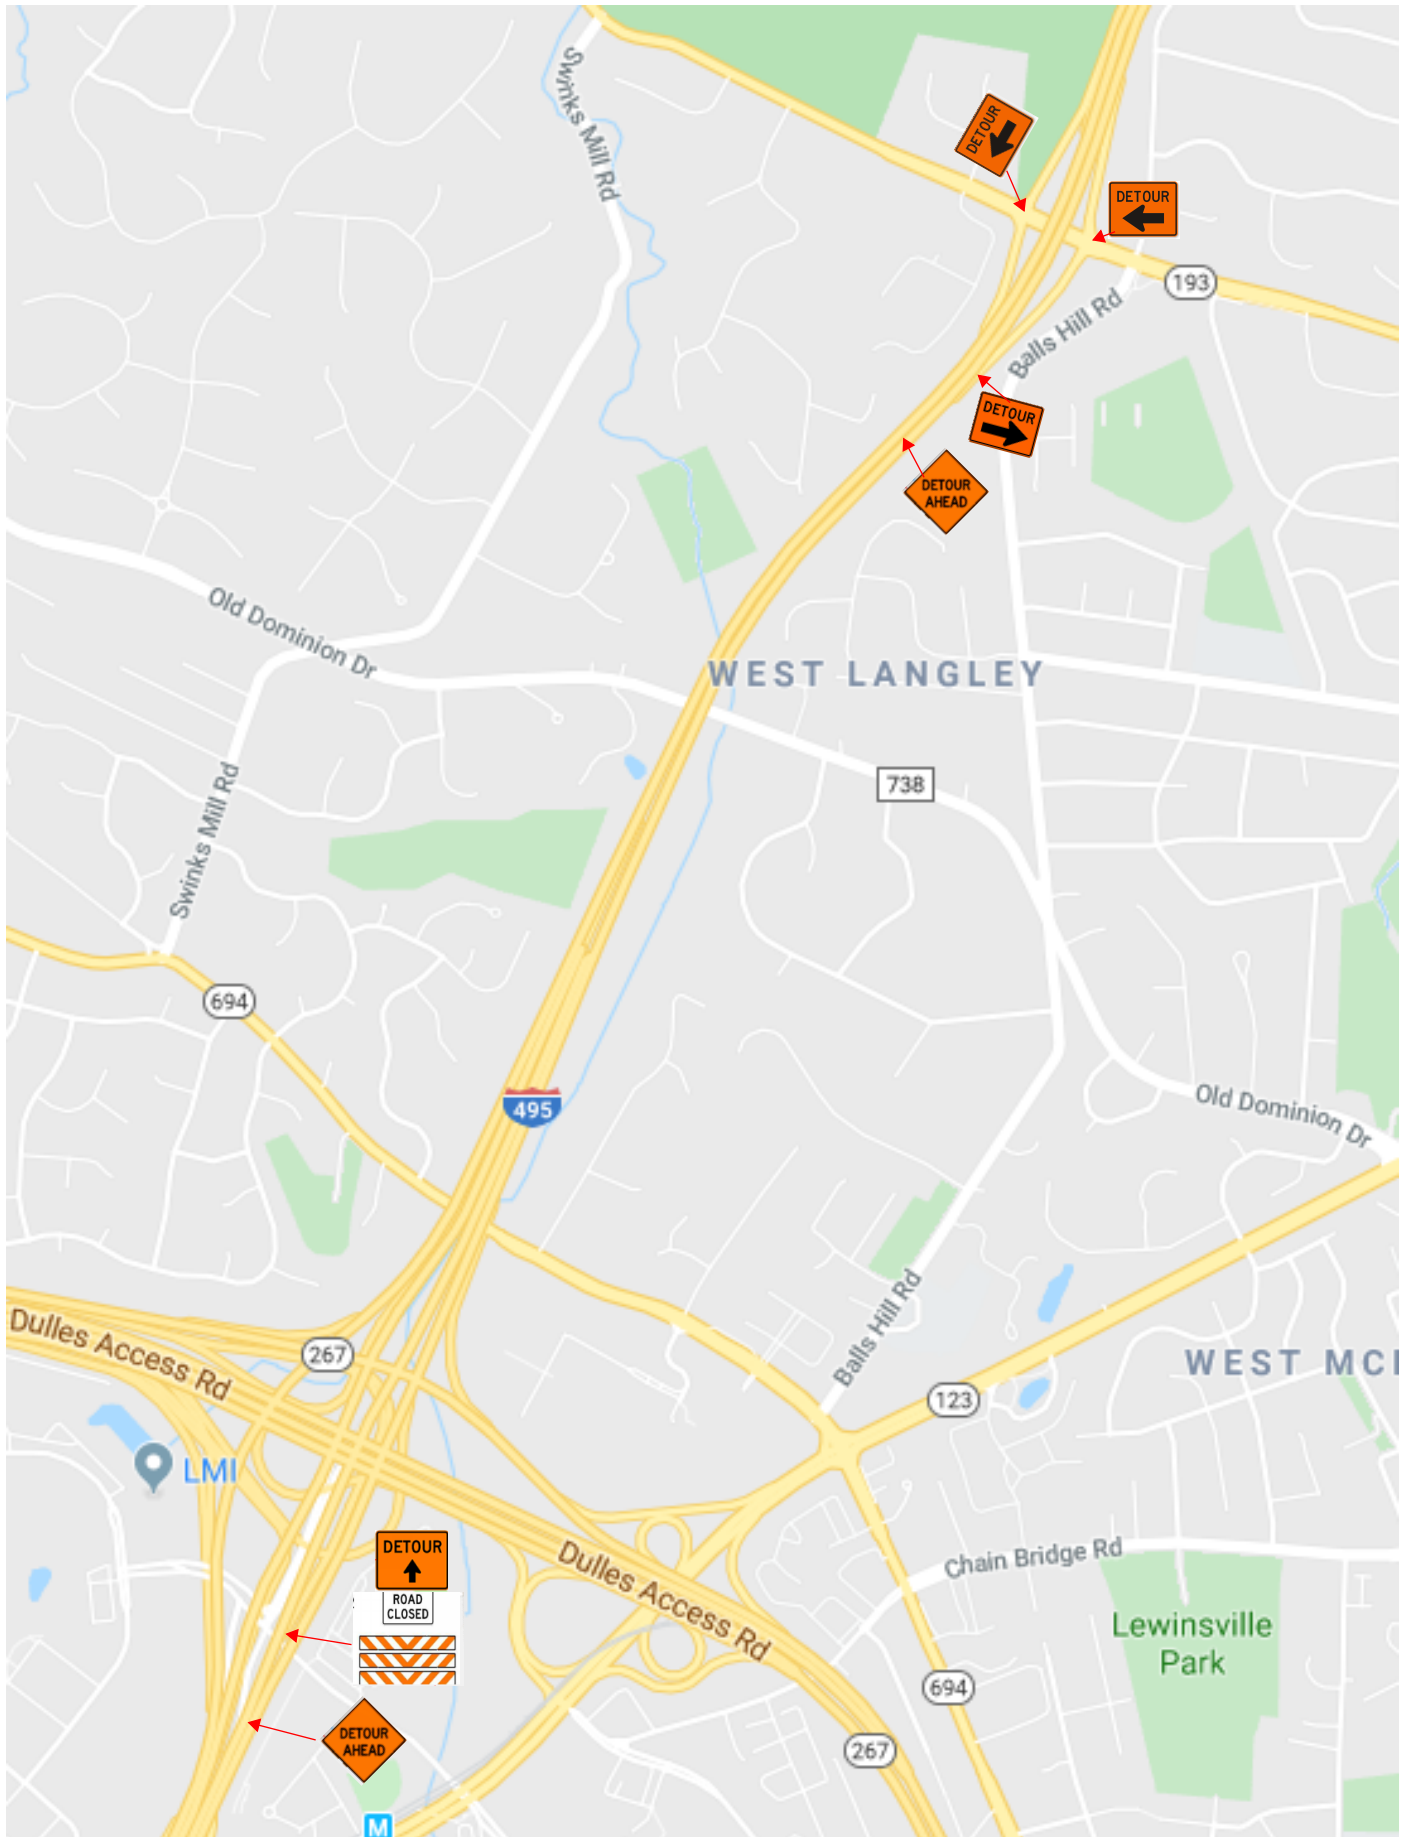 Swinks Mill Rd
DETOUR
DETOUR
193
Balls Hill Rd
DETOUR
DETOUR
AHEAD
Old Dominion Dr
WEST LANGLEY
738
Swinks Mill Rd
694
495
Old Dominion Dr
Balls Hill Rd
Dulles Access Rd
267
WEST MCL
123
LMI
DETOUR
ROAD
CLOSED
Dulles Access Rd
Chain Bridge Rd
Lewinsville
Park
694
DETOUR
AHEAD
267
M